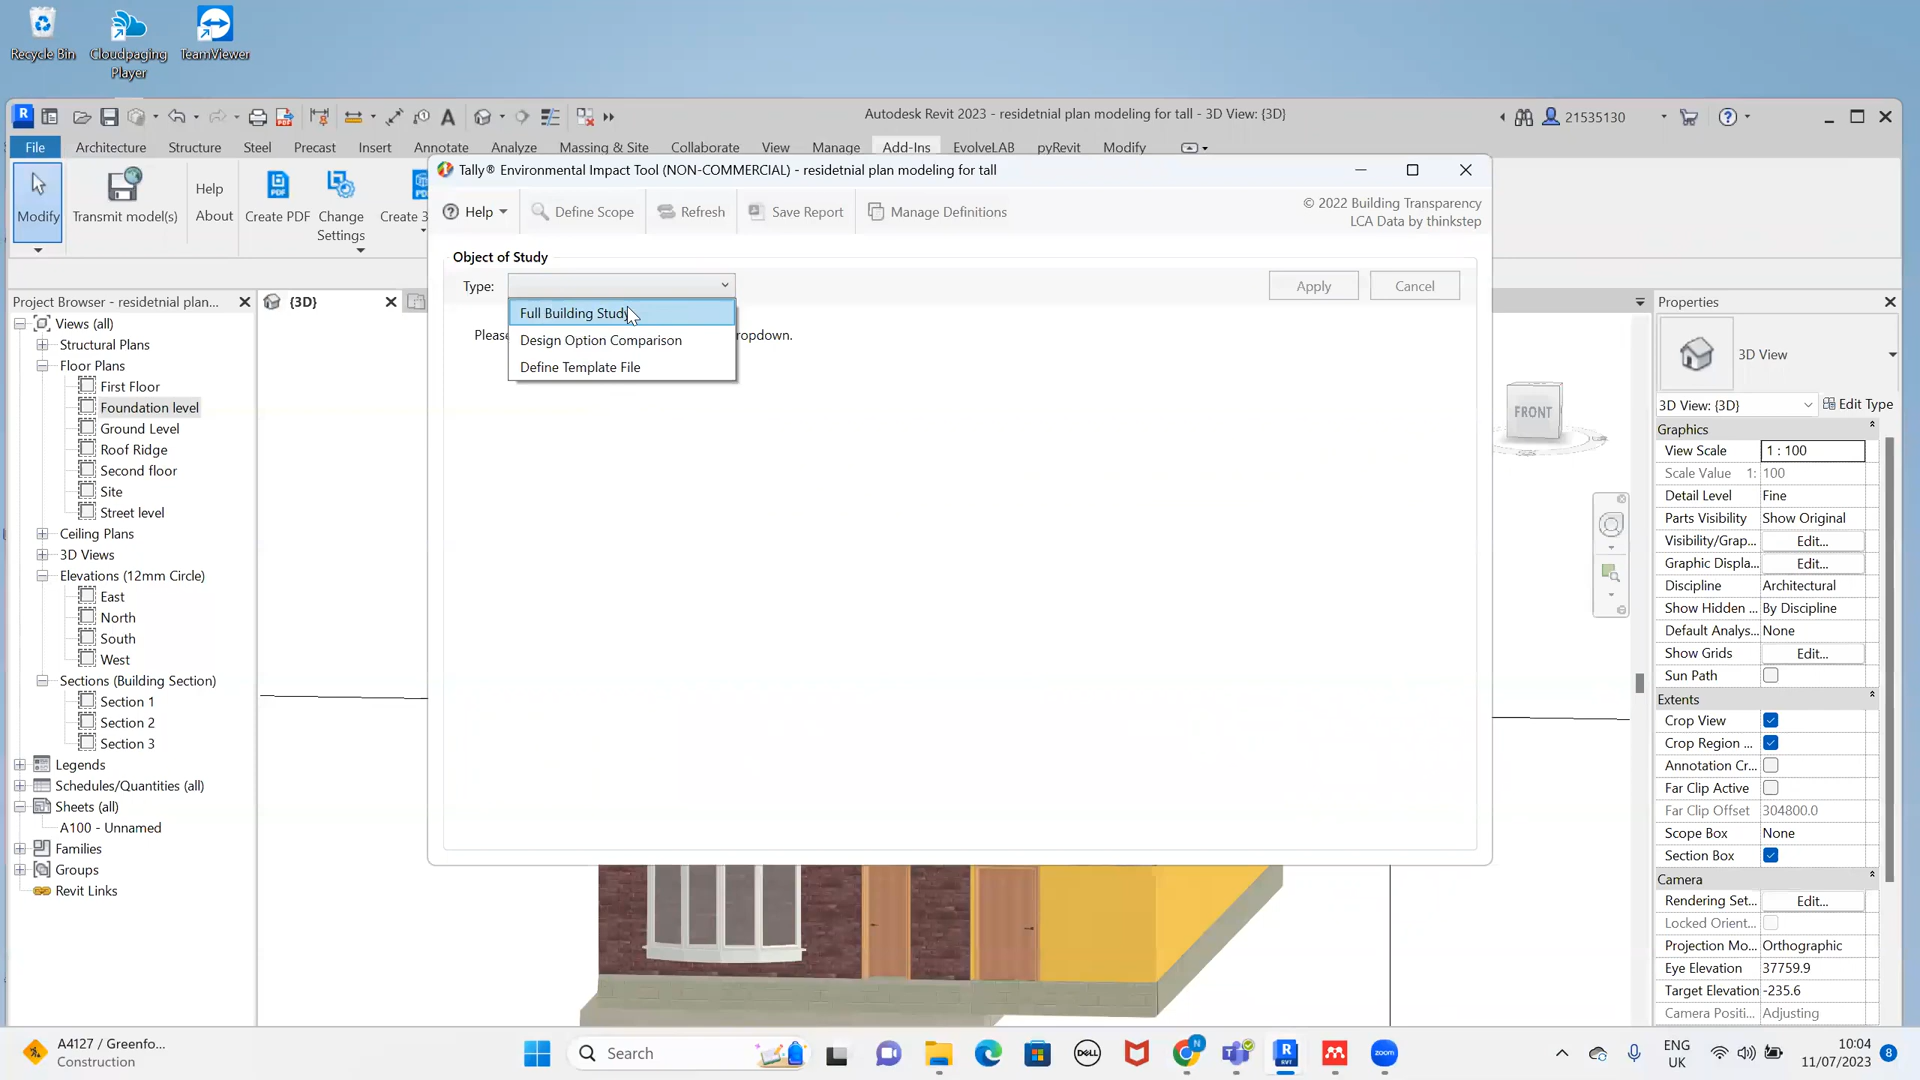 Recycle Bin
Cloudpaging Player
TeamViewer
Autodesk Revit 2023 - residetnial plan modeling for tall - 3D View: {3D}
21535130
File
Architecture
Structure
Steel
Precast
Insert
Annotate
Analyze
Massing & Site
Collaborate
View
Manage
Add-Ins
EvolveLAB
pyRevit
Modify
Modify
Transmit model(s)
Help
About
Create PDF
Change Settings
Create 3
Tally® Environmental Impact Tool (NON-COMMERCIAL) - residetnial plan modeling for tall
Help
Define Scope
Refresh
Save Report
Manage Definitions
© 2022 Building Transparency
LCA Data by thinkstep
Object of Study
Type:
Apply
Cancel
Full Building Study
Design Option Comparison
Define Template File
Pleas
ropdown.
Project Browser - residetnial plan...
Views (all)
Structural Plans
Floor Plans
First Floor
Foundation level
Ground Level
Roof Ridge
Second floor
Site
Street level
Ceiling Plans
3D Views
Elevations (12mm Circle)
East
North
South
West
Sections (Building Section)
Section 1
Section 2
Section 3
Legends
Schedules/Quantities (all)
Sheets (all)
A100 - Unnamed
Families
Groups
Revit Links
{3D}
FRONT
Properties
3D View
3D View: {3D}
Edit Type
Graphics
View Scale 1 : 100
Scale Value 1: 100
Detail Level Fine
Parts Visibility Show Original
Visibility/Grap... Edit...
Graphic Displa... Edit...
Discipline Architectural
Show Hidden ... By Discipline
Default Analys... None
Show Grids Edit...
Sun Path
Extents
Crop View
Crop Region ...
Annotation Cr...
Far Clip Active
Far Clip Offset 304800.0
Scope Box None
Section Box
Camera
Rendering Set... Edit...
Locked Orient...
Projection Mo... Orthographic
Eye Elevation 37759.9
Target Elevation -235.6
Camera Positi... Adjusting
A4127 / Greenfo...
Construction
Search
DELL
N
R
RVT
zoom
ENG
UK
10:04
11/07/2023
8